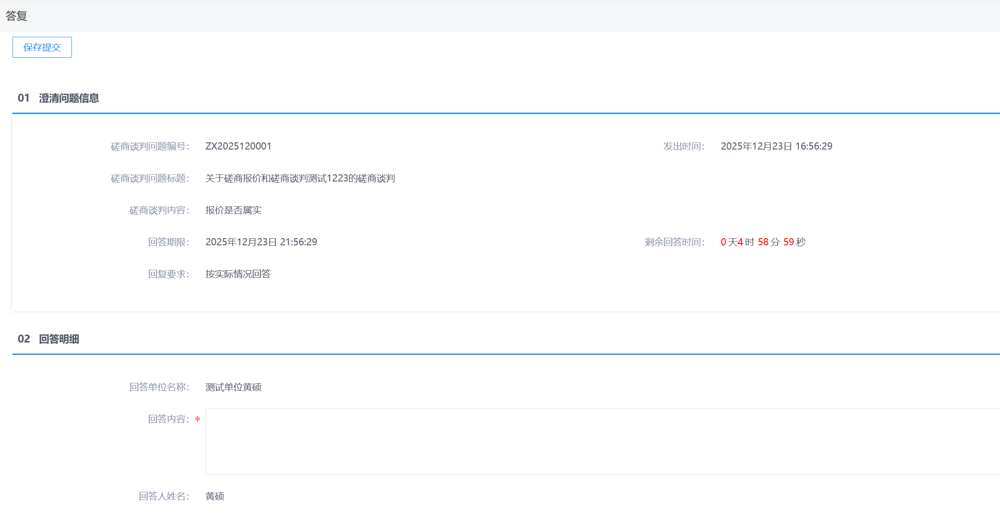 答复
保存提交
01 澄清问题信息
磋商谈判问题编号： ZX2025120001 发出时间： 2025年12月23日 16:56:29
磋商谈判问题标题： 关于磋商报价和磋商谈判测试1223的磋商谈判
磋商谈判内容： 报价是否属实
回答期限： 2025年12月23日 21:56:29 剩余回答时间： 0天4时 58分 59秒
回复要求： 按实际情况回答
02 回答明细
回答单位名称： 测试单位黄硕
回答内容： *
回答人姓名： 黄硕